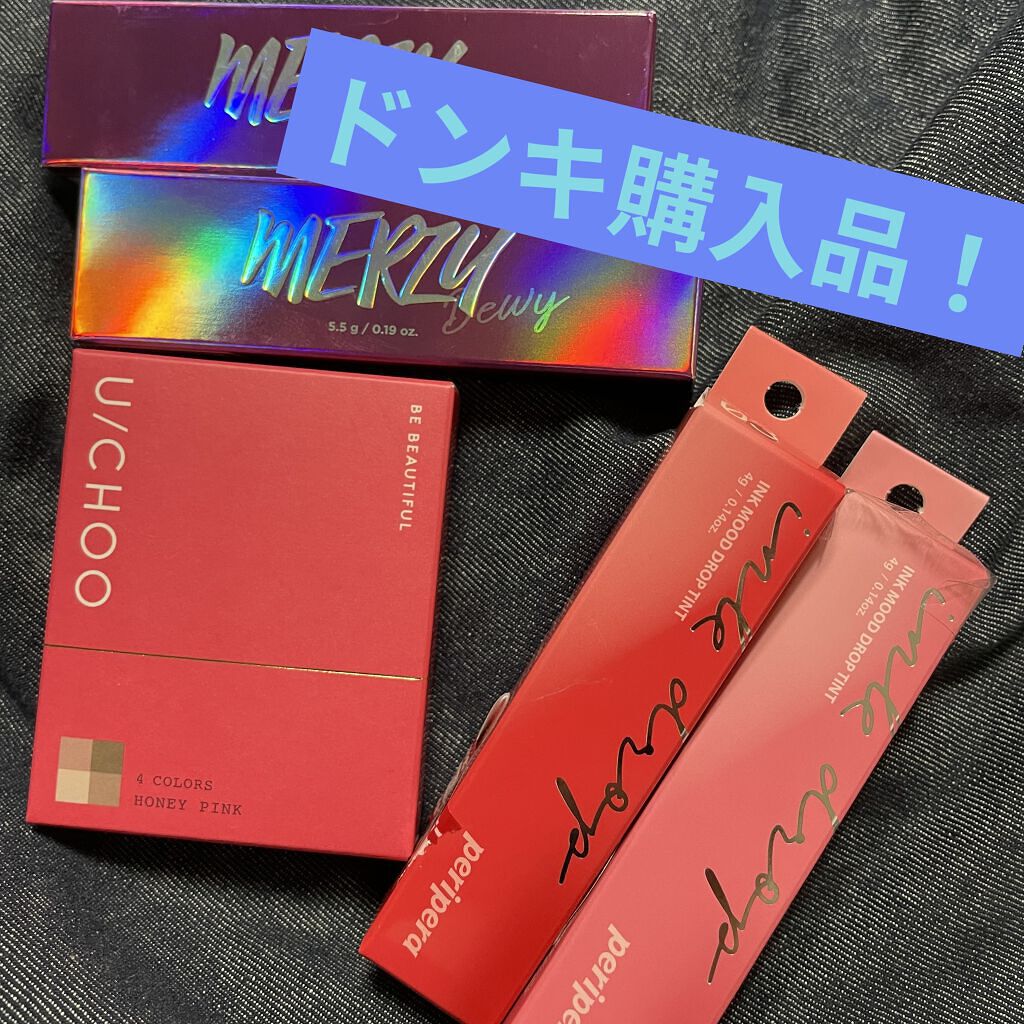 MERZY
ドンキ購入品！
MERZY
Dewy
5.5 g / 0.19 oz.
U/CHOO
BE BEAUTIFUL
4 COLORS
HONEY PINK
INK MOOD DROP TINT
4g / 0.14oz.
ink drop
peripera
INK MOOD DROP TINT
4g / 0.14oz.
ink drop
peripera